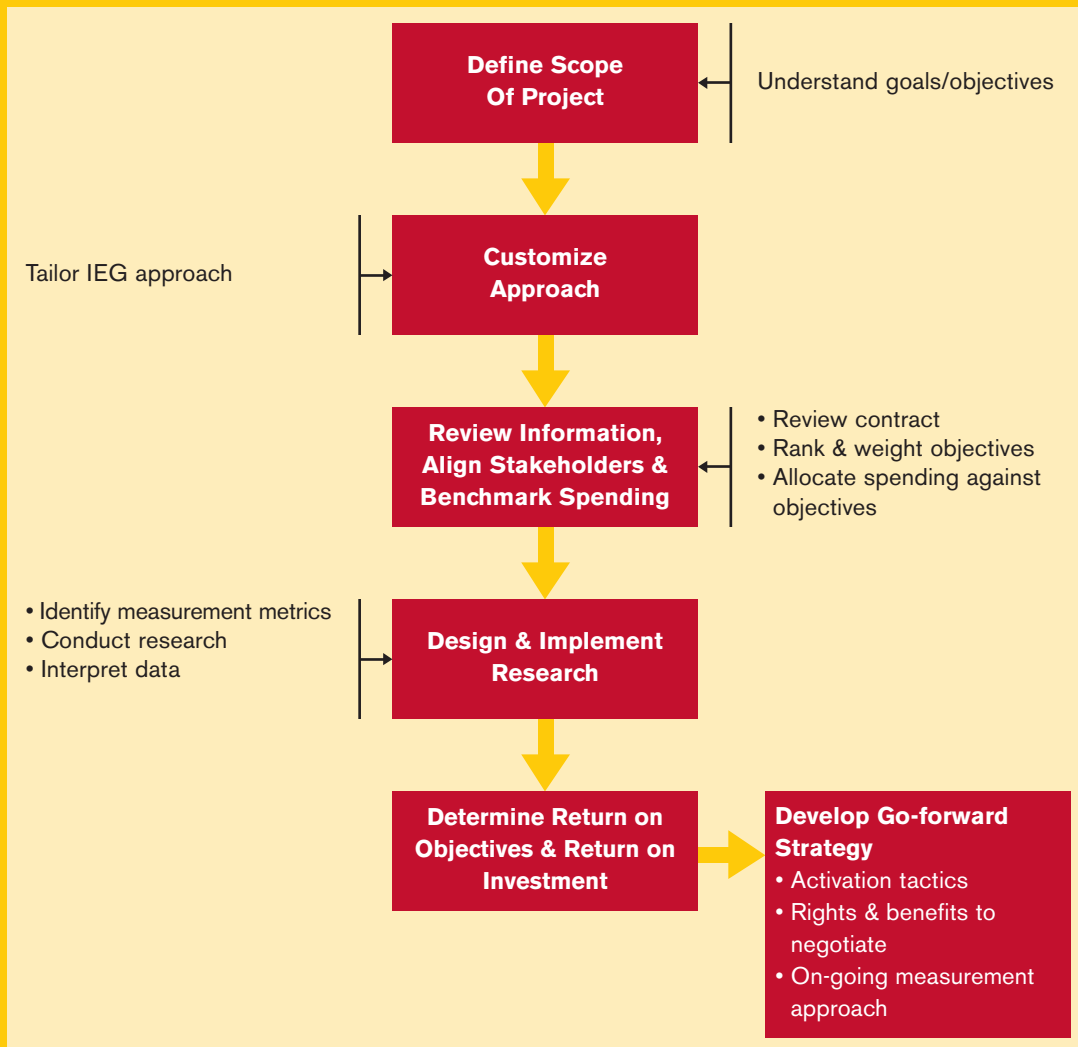 Define Scope
Of Project
Understand goals/objectives
Tailor IEG approach
Customize
Approach
Review Information,
Align Stakeholders &
Benchmark Spending
• Review contract
• Rank & weight objectives
• Allocate spending against
objectives
• Identify measurement metrics
• Conduct research
• Interpret data
Design & Implement
Research
Determine Return on
Objectives & Return on
Investment
Develop Go-forward
Strategy
• Activation tactics
• Rights & benefits to
negotiate
• On-going measurement
approach